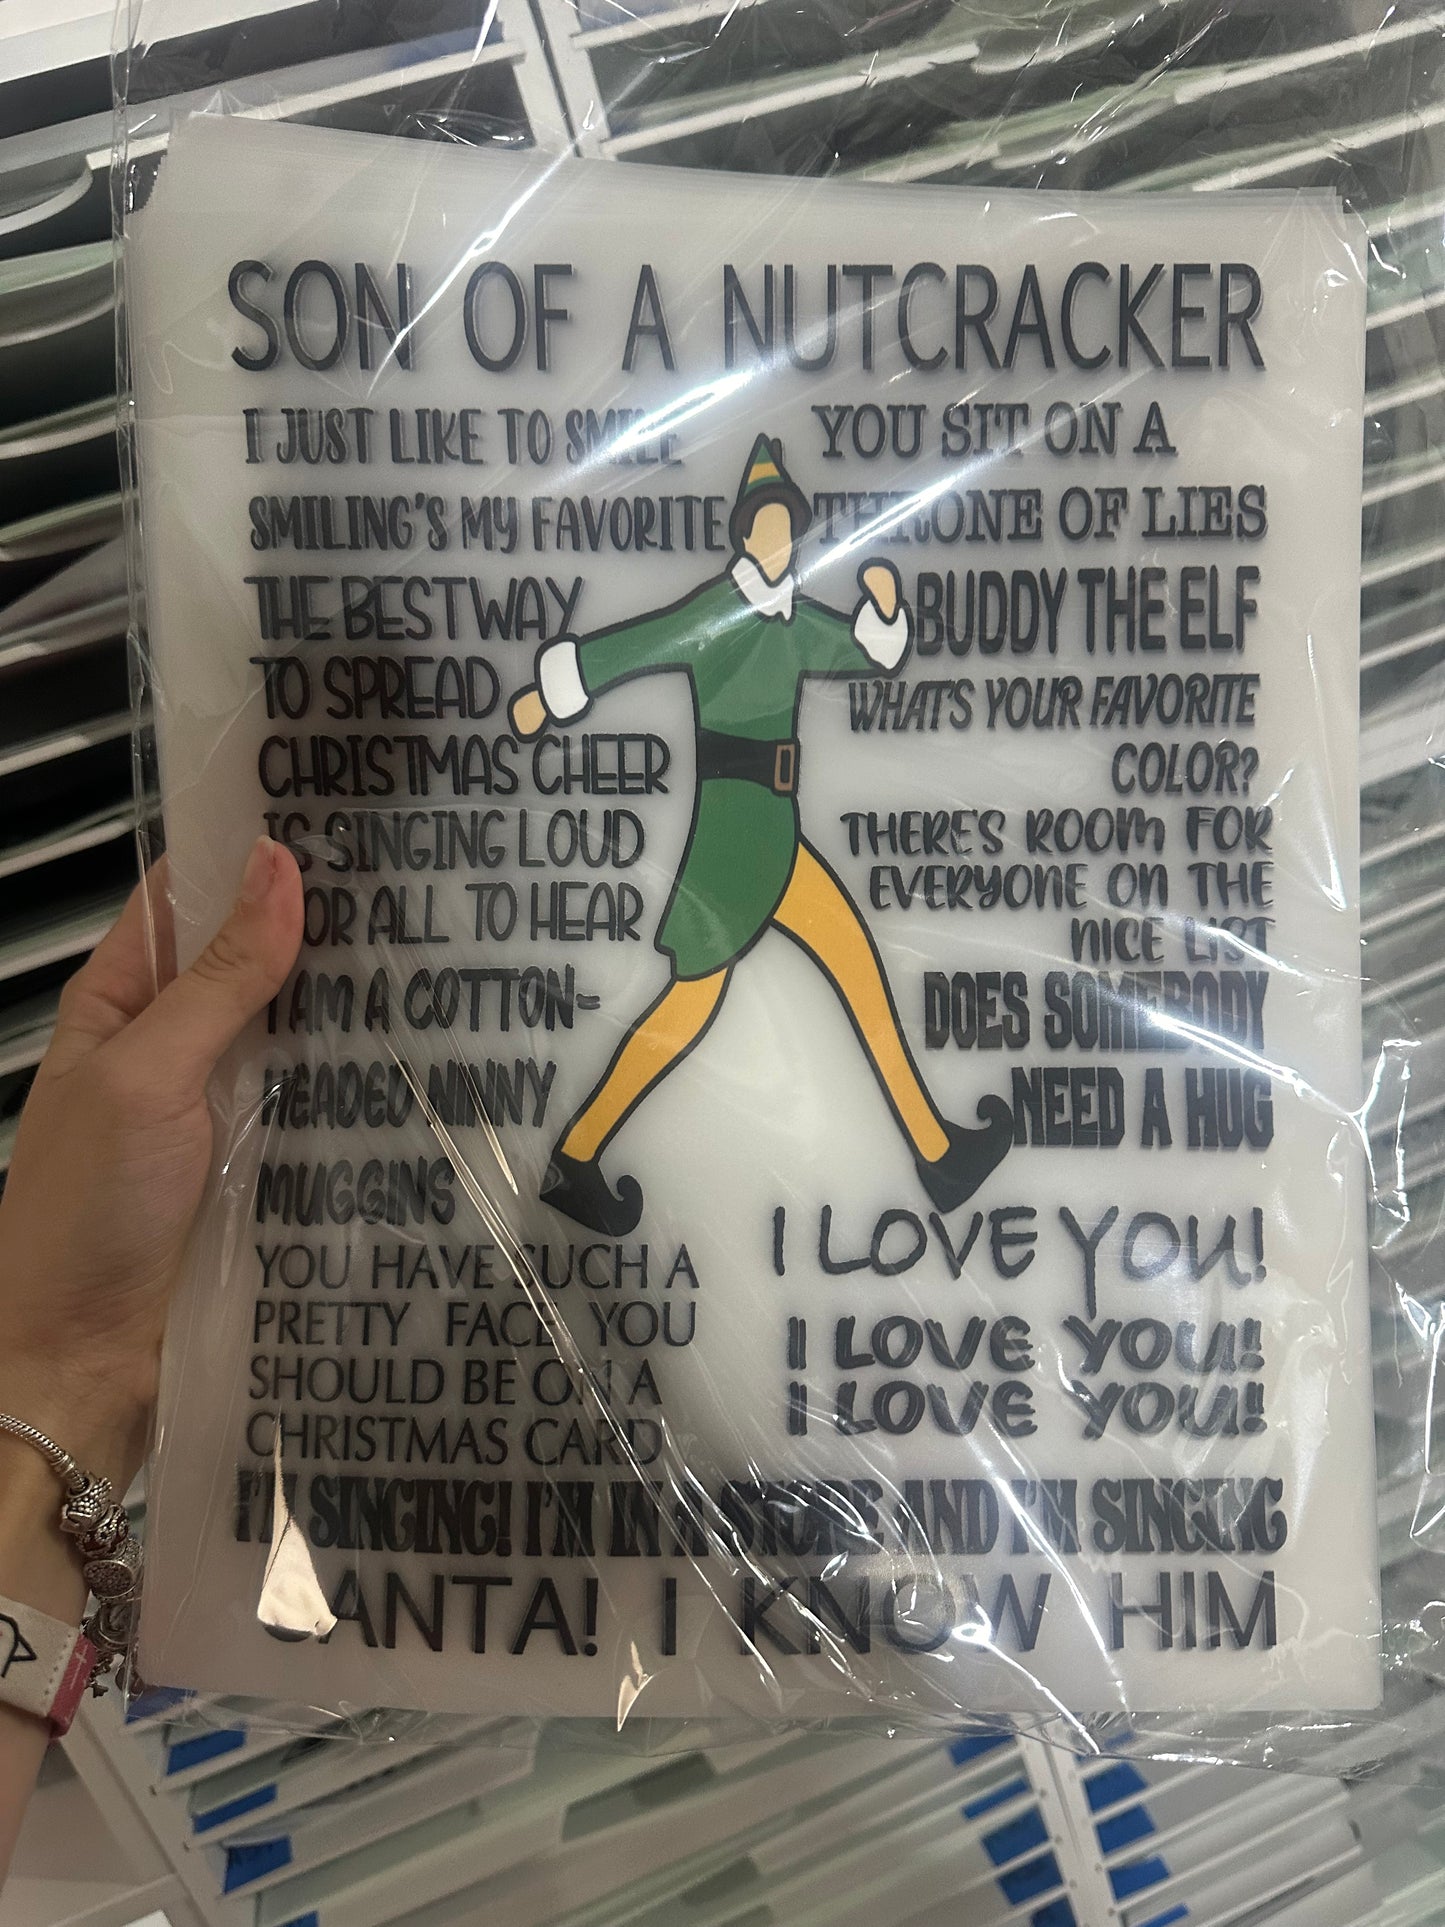 SON OF A NUTCRACKER
I JUST LIKE TO SMILE
SMILING'S MY FAVORITE
THE BEST WAY
TO SPREAD
CHRISTMAS CHEER
IS SINGING LOUD
FOR ALL TO HEAR
I AM A COTTON-
HEADED NINNY
MUGGINS
YOU HAVE SUCH A
PRETTY FACE YOU
SHOULD BE ON A
CHRISTMAS CARD
YOU SIT ON A
THRONE OF LIES
BUDDY THE ELF
WHAT'S YOUR FAVORITE
COLOR?
THERE'S ROOM FOR
EVERYONE ON THE
NICE LIST
DOES SOMEBODY
NEED A HUG
I LOVE YOU!
I LOVE YOU!
I LOVE YOU!
I'M SINGING! I'M IN A STORE AND I'M SINGING
SANTA! I KNOW HIM